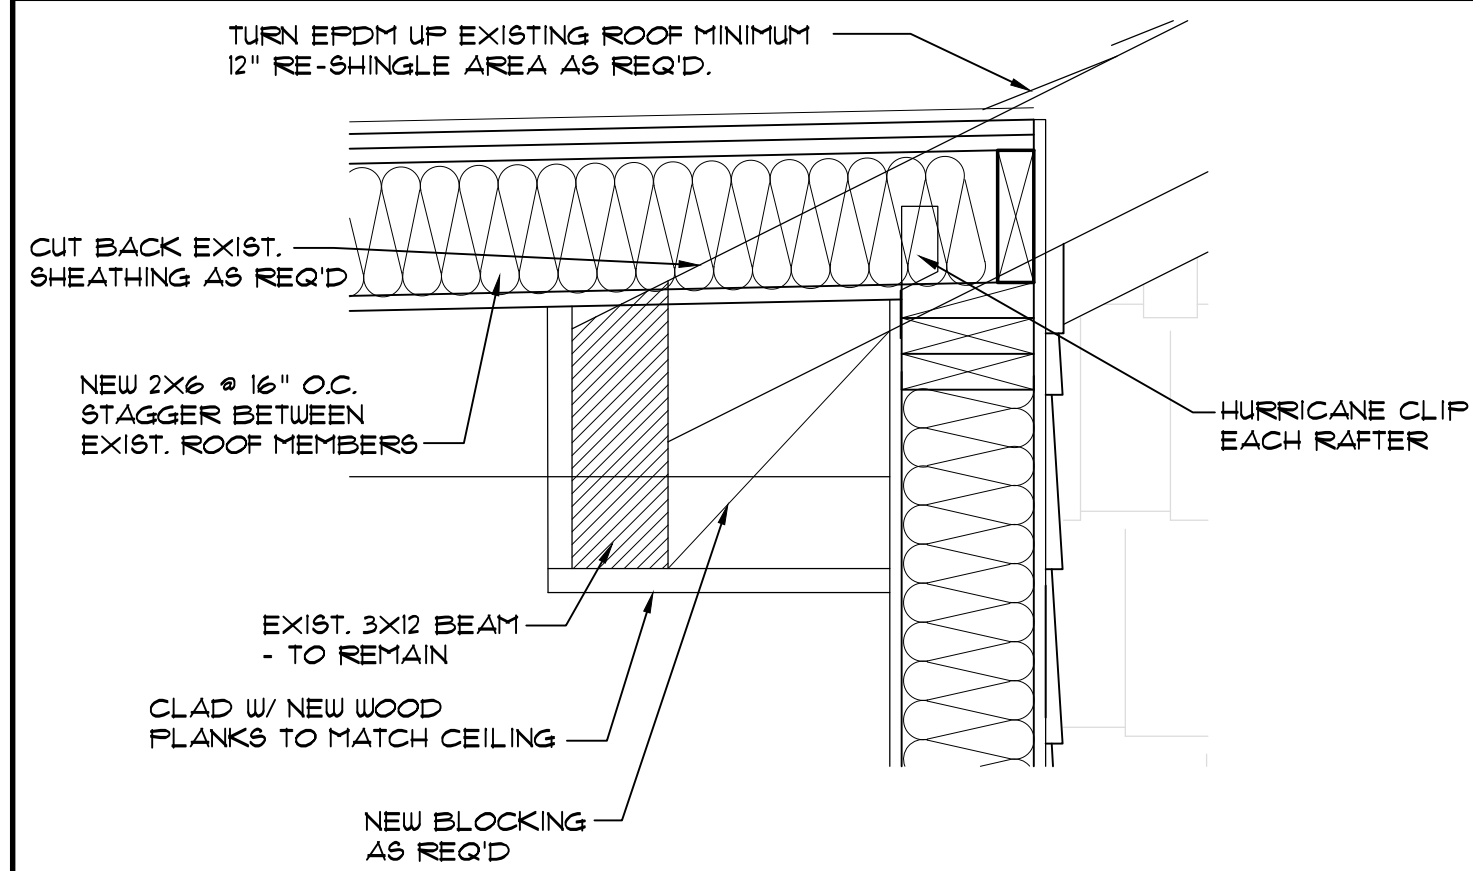 TURN EPDM UP EXISTING ROOF MINIMUM
12" RE-SHINGLE AREA AS REQ'D.
CUT BACK EXIST.
SHEATHING AS REQ'D
NEW 2X6 @ 16" O.C.
STAGGER BETWEEN
EXIST. ROOF MEMBERS
HURRICANE CLIP
EACH RAFTER
EXIST. 3X12 BEAM
- TO REMAIN
CLAD W/ NEW WOOD
PLANKS TO MATCH CEILING
NEW BLOCKING
AS REQ'D